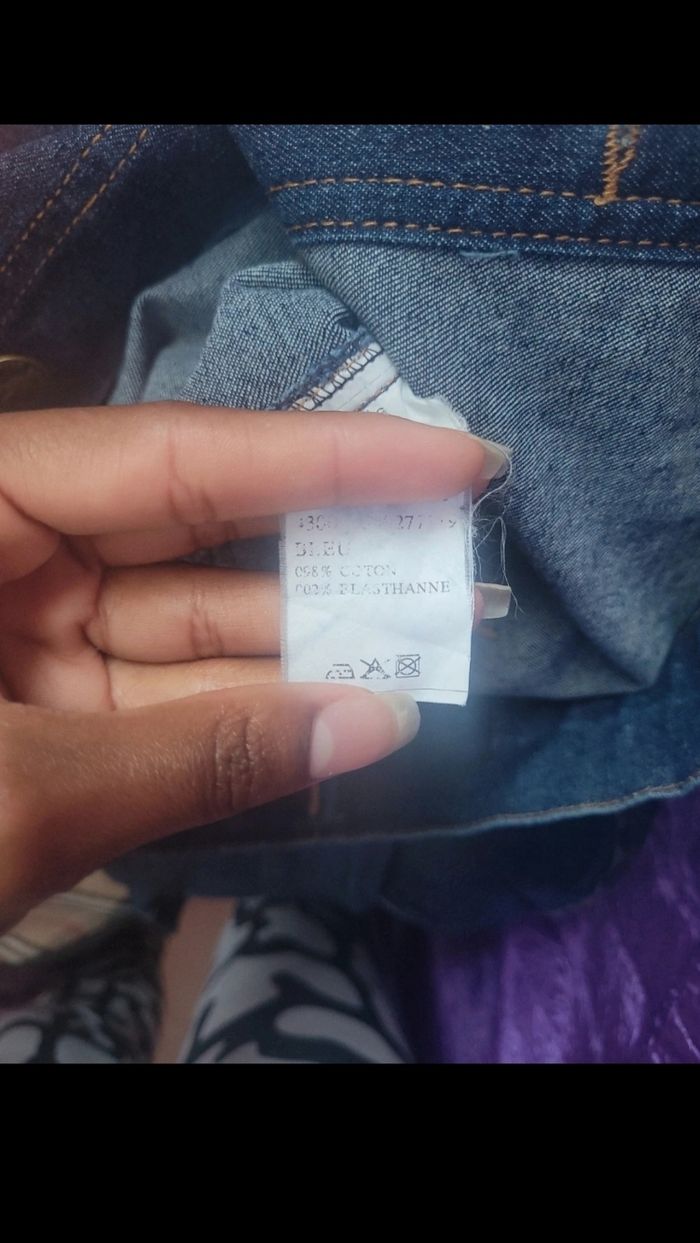 BLEU
098% COTON
002% ELASTHANNE